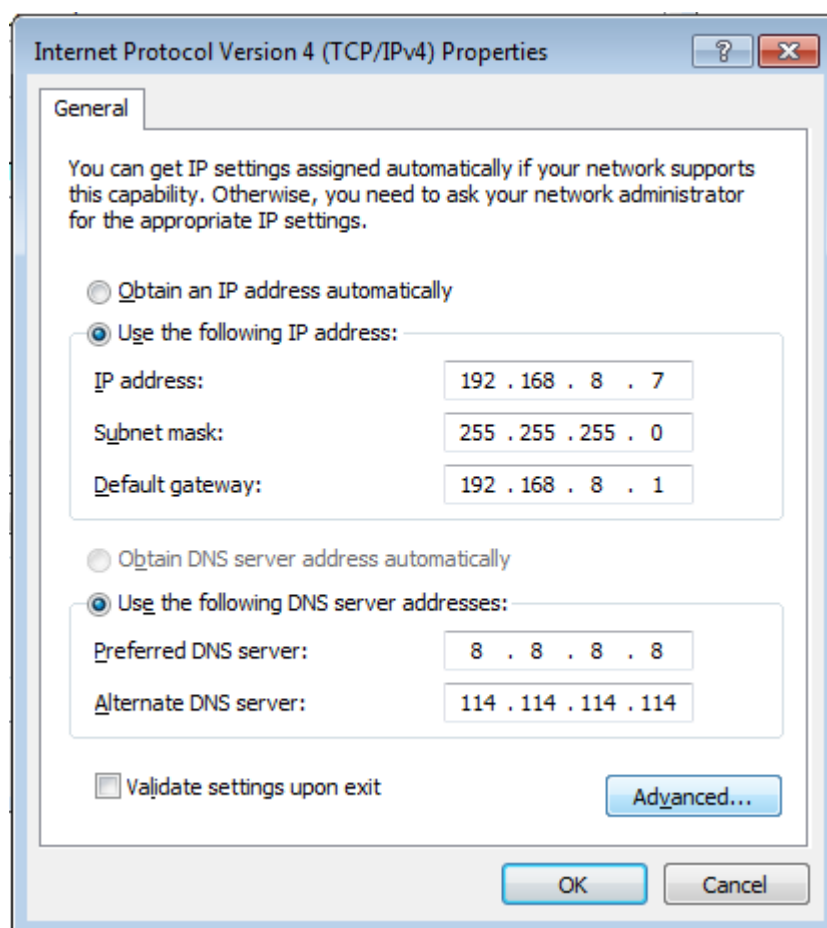 Internet Protocol Version 4 (TCP/IPv4) Properties
General
You can get IP settings assigned automatically if your network supports
this capability. Otherwise, you need to ask your network administrator
for the appropriate IP settings.
Obtain an IP address automatically
Use the following IP address:
IP address: 192 . 168 . 8 . 7
Subnet mask: 255 . 255 . 255 . 0
Default gateway: 192 . 168 . 8 . 1
Obtain DNS server address automatically
Use the following DNS server addresses:
Preferred DNS server: 8 . 8 . 8 . 8
Alternate DNS server: 114 . 114 . 114 . 114
Validate settings upon exit
Advanced...
OK Cancel